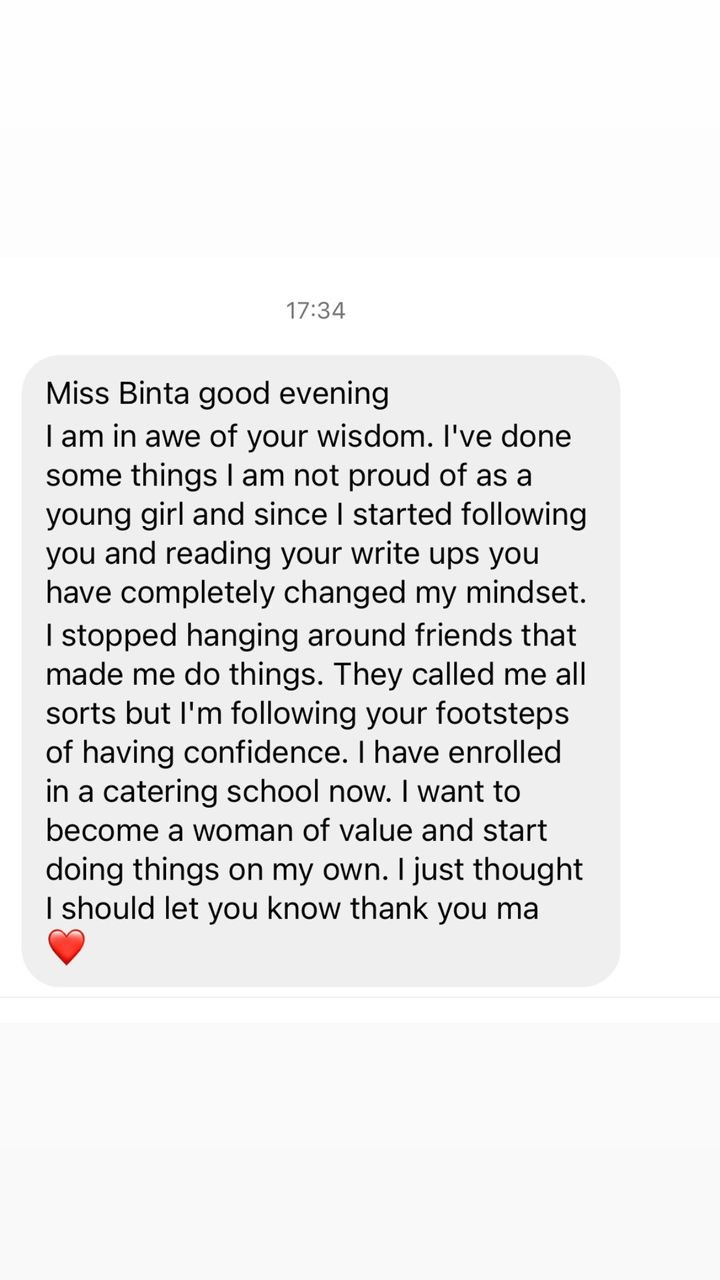 17:34
Miss Binta good evening
I am in awe of your wisdom. I've done
some things I am not proud of as a
young girl and since I started following
you and reading your write ups you
have completely changed my mindset.
I stopped hanging around friends that
made me do things. They called me all
sorts but I'm following your footsteps
of having confidence. I have enrolled
in a catering school now. I want to
become a woman of value and start
doing things on my own. I just thought
I should let you know thank you ma
❤️